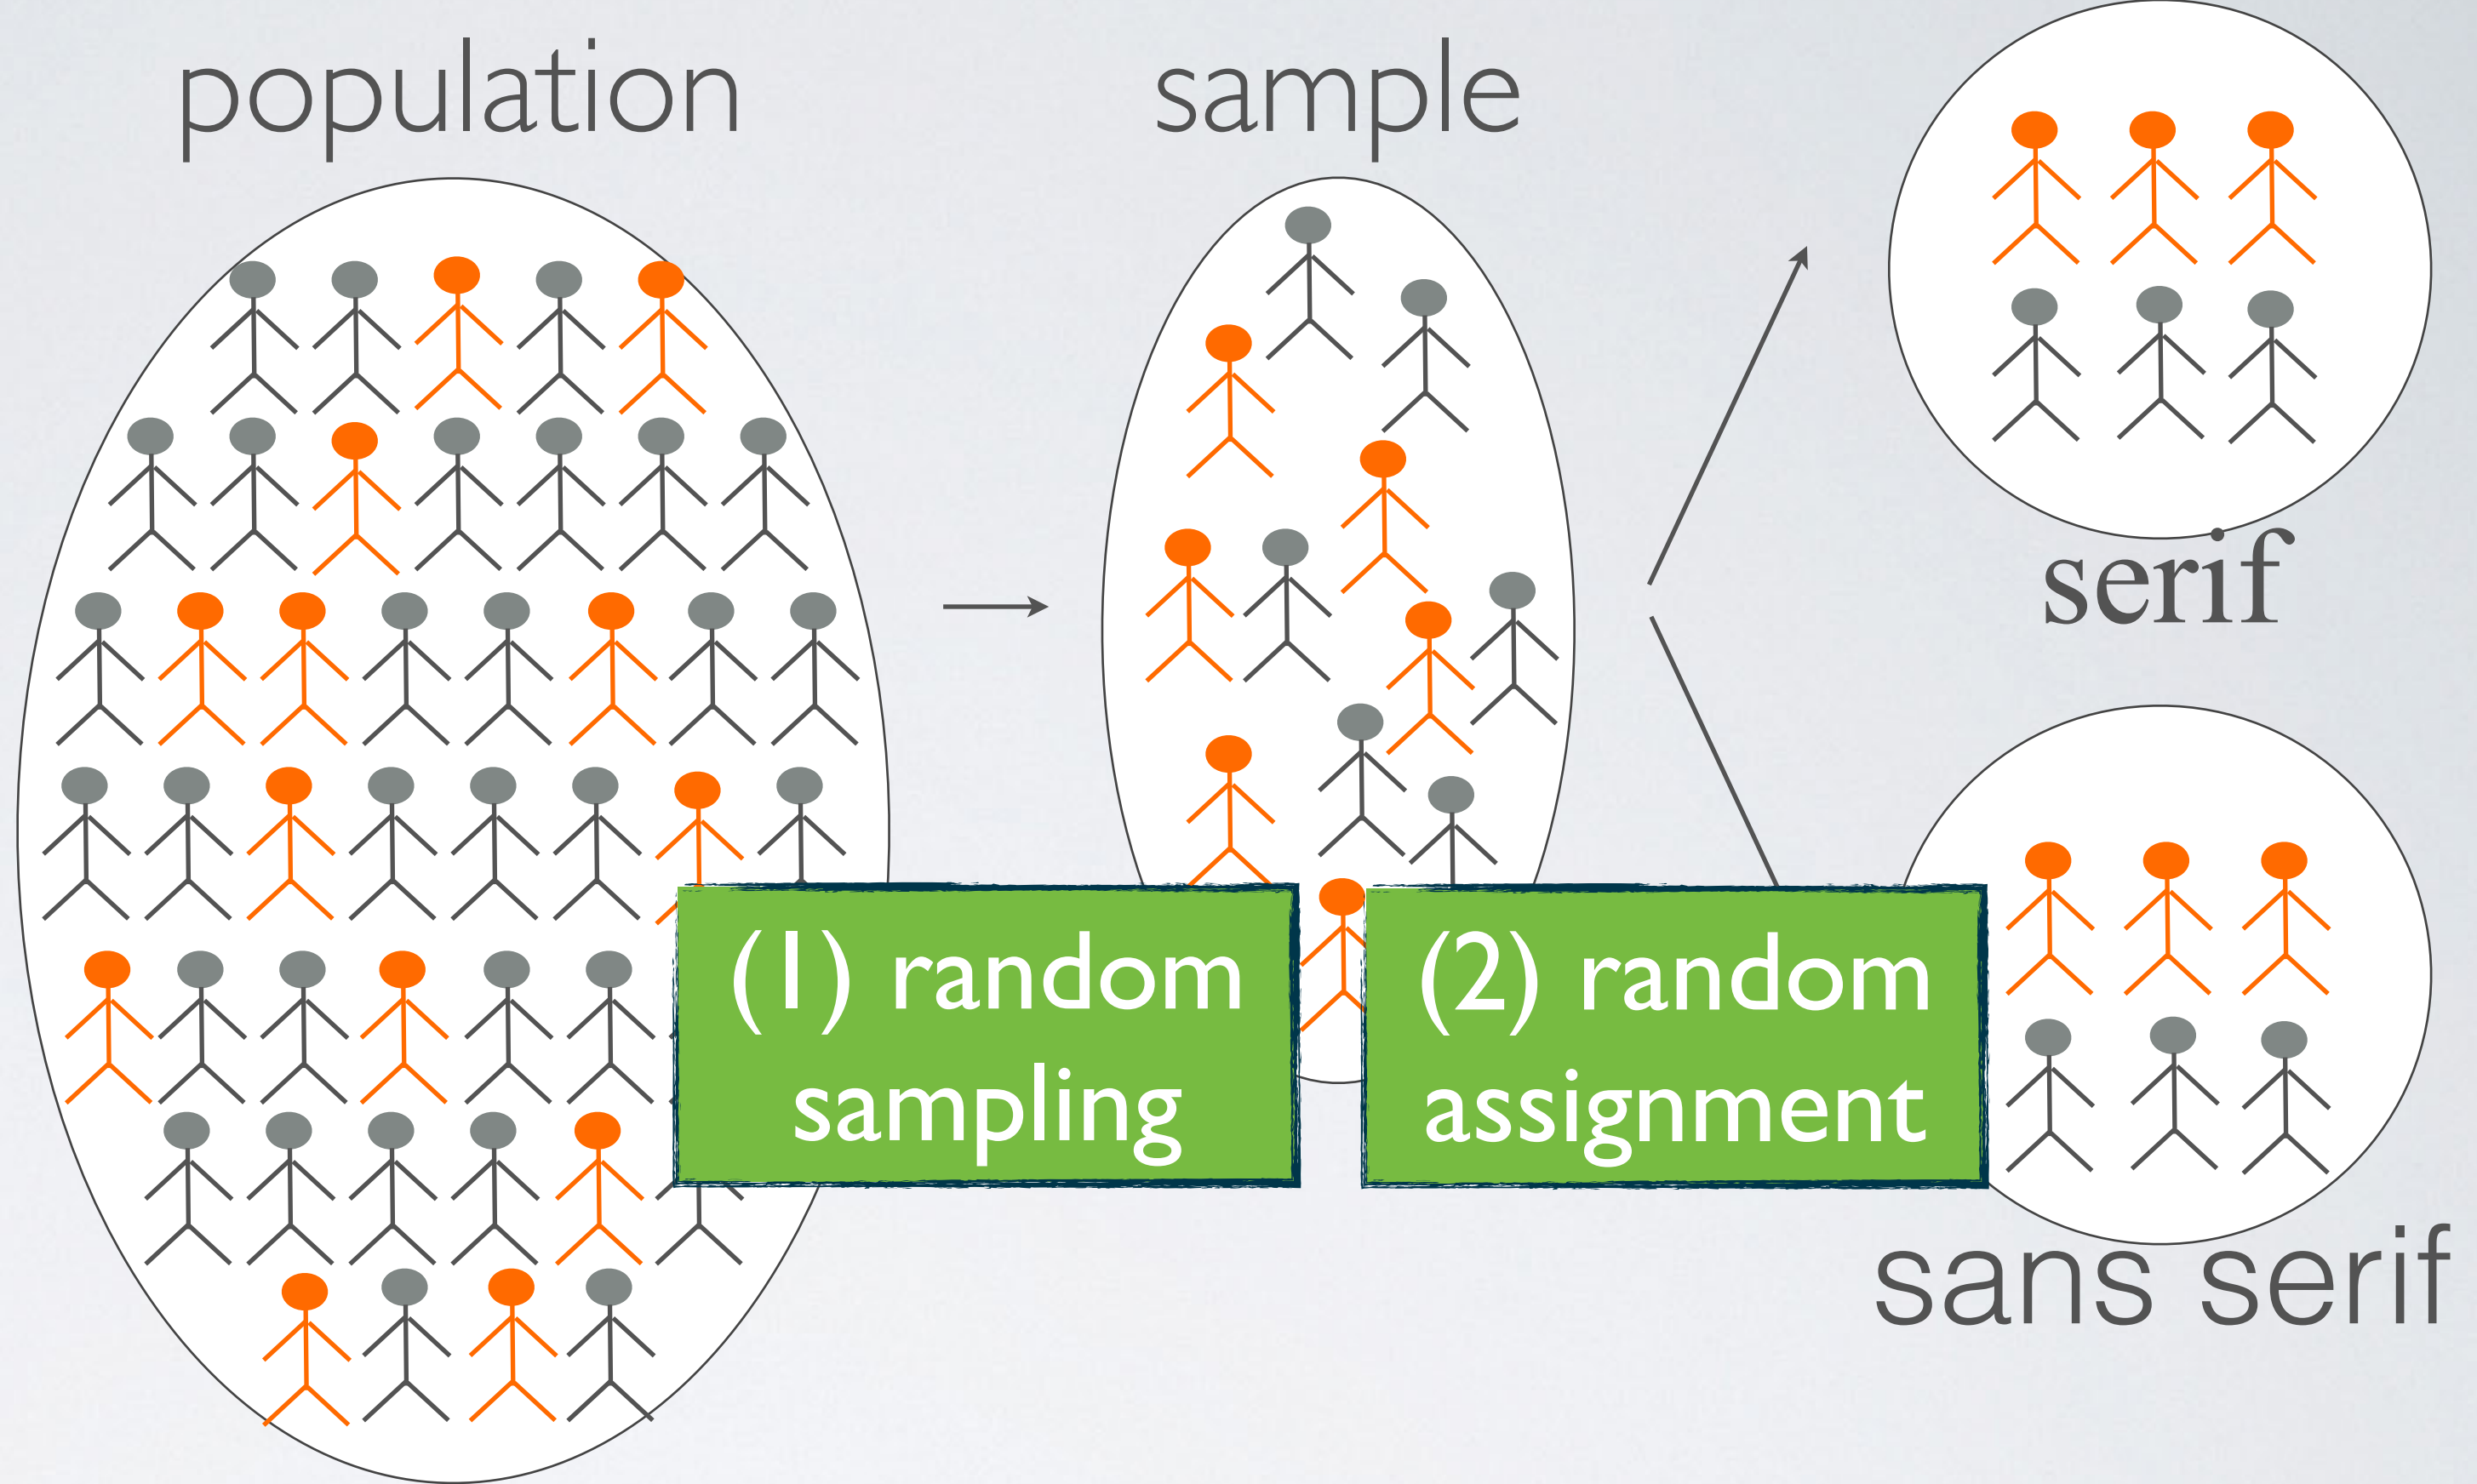 population
sample
serif
(1) random
sampling
(2) random
assignment
sans serif